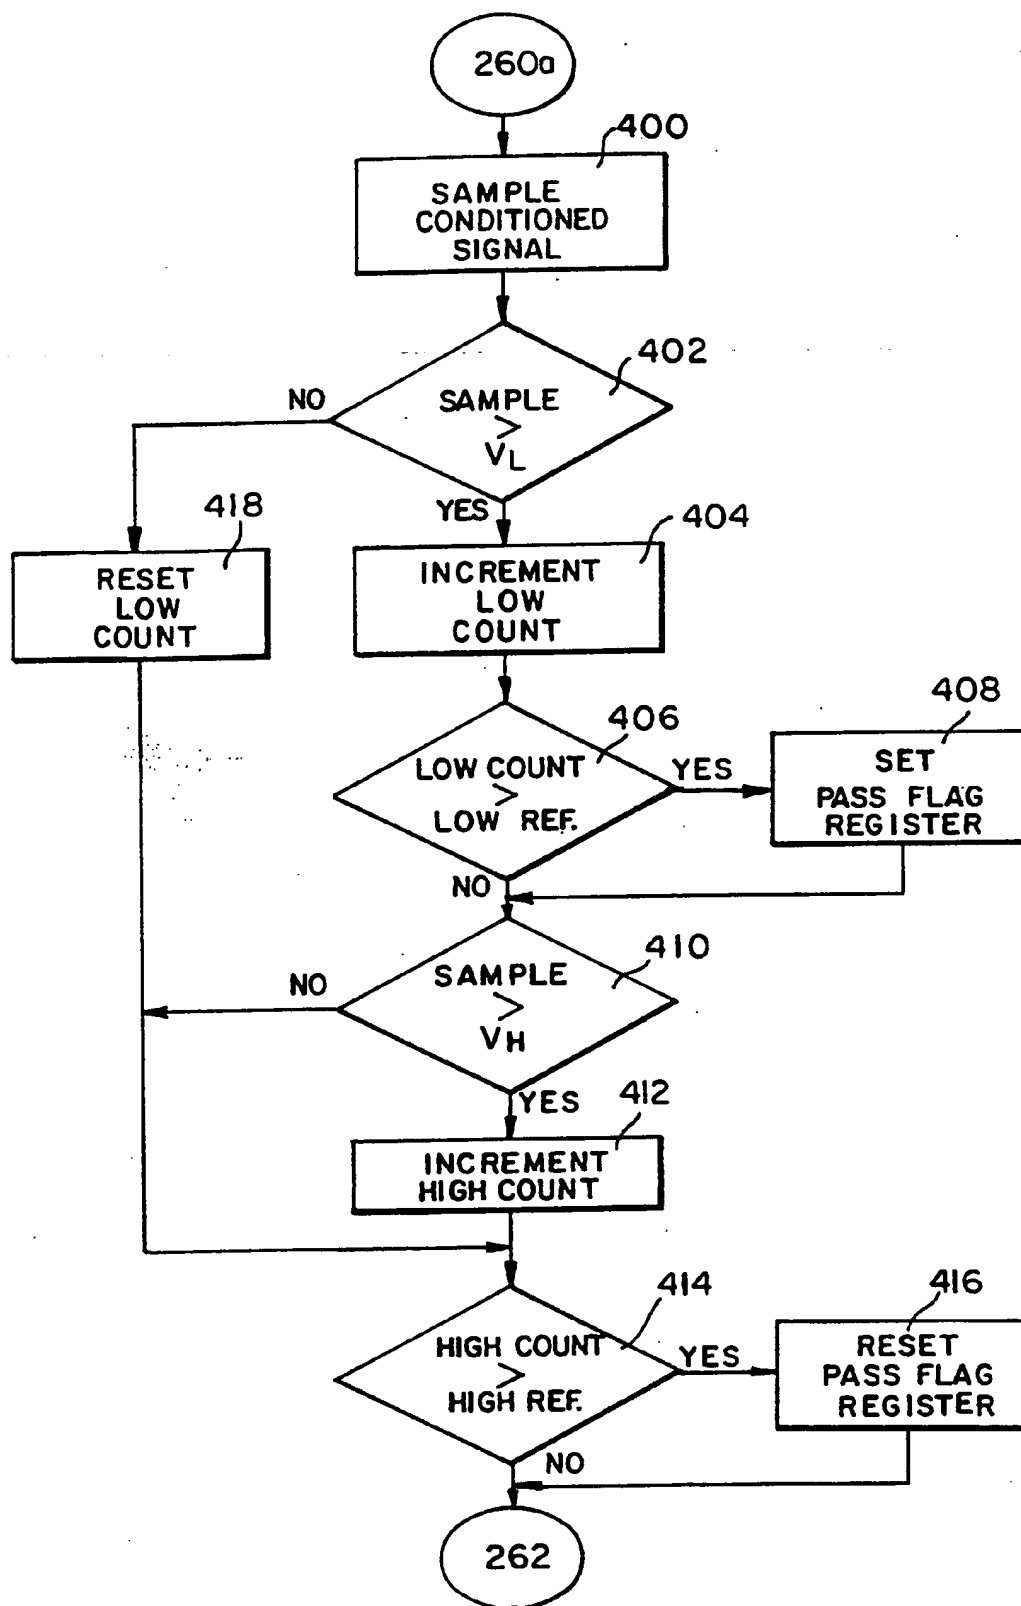 260a
400
SAMPLE
CONDITIONED
SIGNAL
402
NO
SAMPLE
>
VL
YES
418
404
RESET
LOW
COUNT
INCREMENT
LOW
COUNT
408
406
LOW COUNT
>
LOW REF.
YES
SET
PASS FLAG
REGISTER
NO
410
NO
SAMPLE
>
VH
YES
412
INCREMENT
HIGH COUNT
414
416
HIGH COUNT
>
HIGH REF.
YES
RESET
PASS FLAG
REGISTER
NO
262